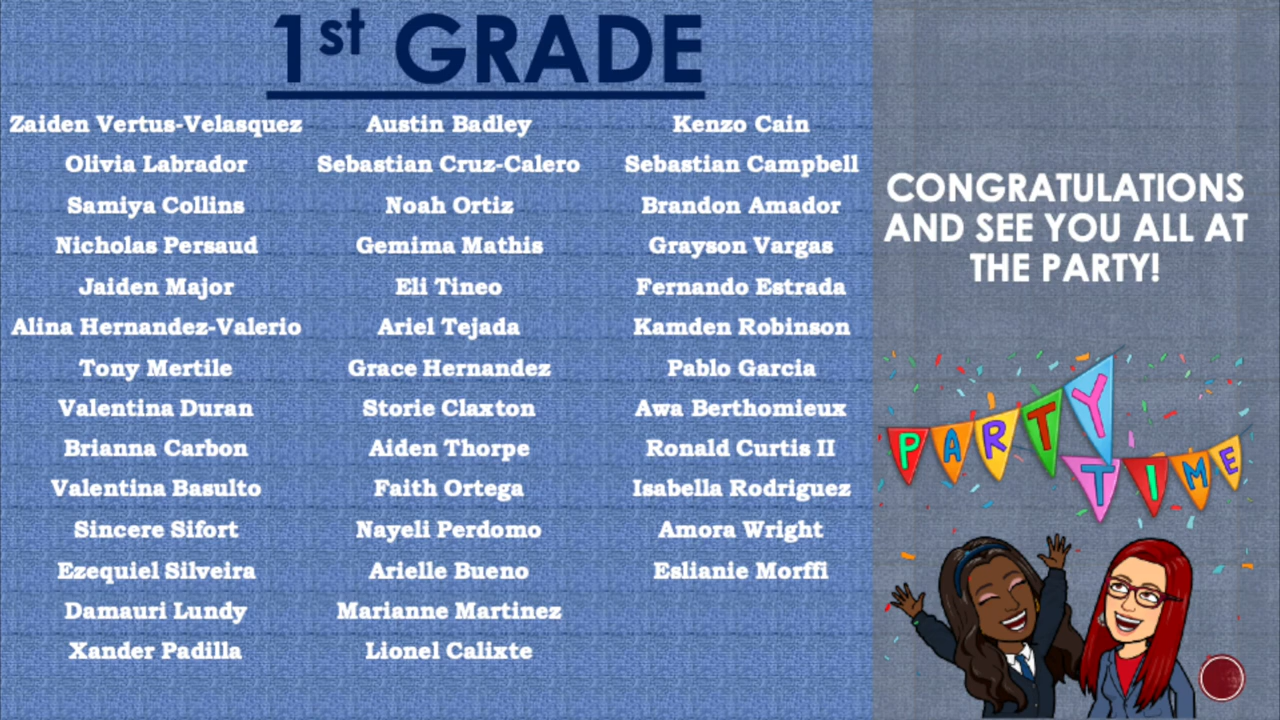 1st GRADE
Zaiden Vertus-Velasquez
Olivia Labrador
Samiya Collins
Nicholas Persaud
Jaiden Major
Alina Hernandez-Valerio
Tony Mertile
Valentina Duran
Brianna Carbon
Valentina Basulto
Sincere Sifort
Ezequiel Silveira
Damauri Lundy
Xander Padilla
Austin Badley
Sebastian Cruz-Calero
Noah Ortiz
Gemima Mathis
Eli Tineo
Ariel Tejada
Grace Hernandez
Storie Claxton
Aiden Thorpe
Faith Ortega
Nayeli Perdomo
Arielle Bueno
Marianne Martinez
Lionel Calixte
Kenzo Cain
Sebastian Campbell
Brandon Amador
Grayson Vargas
Fernando Estrada
Kamden Robinson
Pablo Garcia
Awa Berthomieux
Ronald Curtis II
Isabella Rodriguez
Amora Wright
Eslianie Morffi
CONGRATULATIONS
AND SEE YOU ALL AT
THE PARTY!
PARTY
TIME